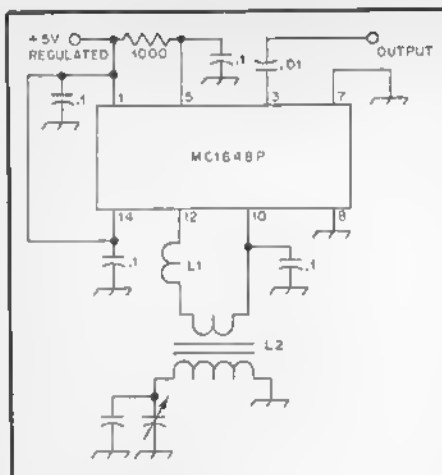 +5V
REGULATED
1000
.1
.01
OUTPUT
.1
1
5
3
7
MC1648P
14
12
10
8
.1
L1
.1
L2